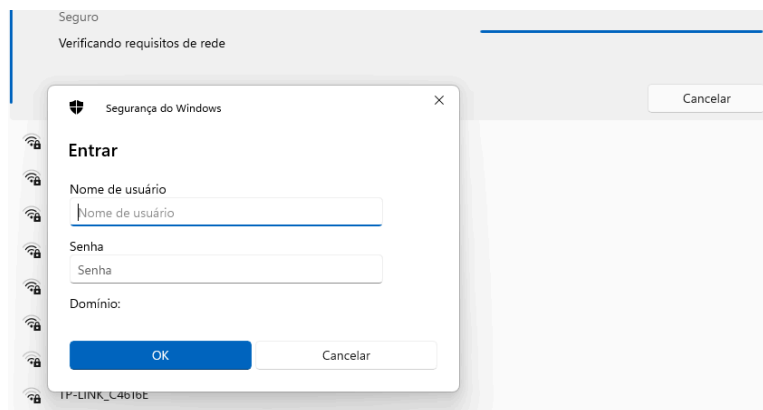 Seguro
Verificando requisitos de rede
Cancelar
Segurança do Windows
Entrar
Nome de usuário
Nome de usuário
Senha
Senha
Domínio:
OK
Cancelar
TP-LINK_C4616E